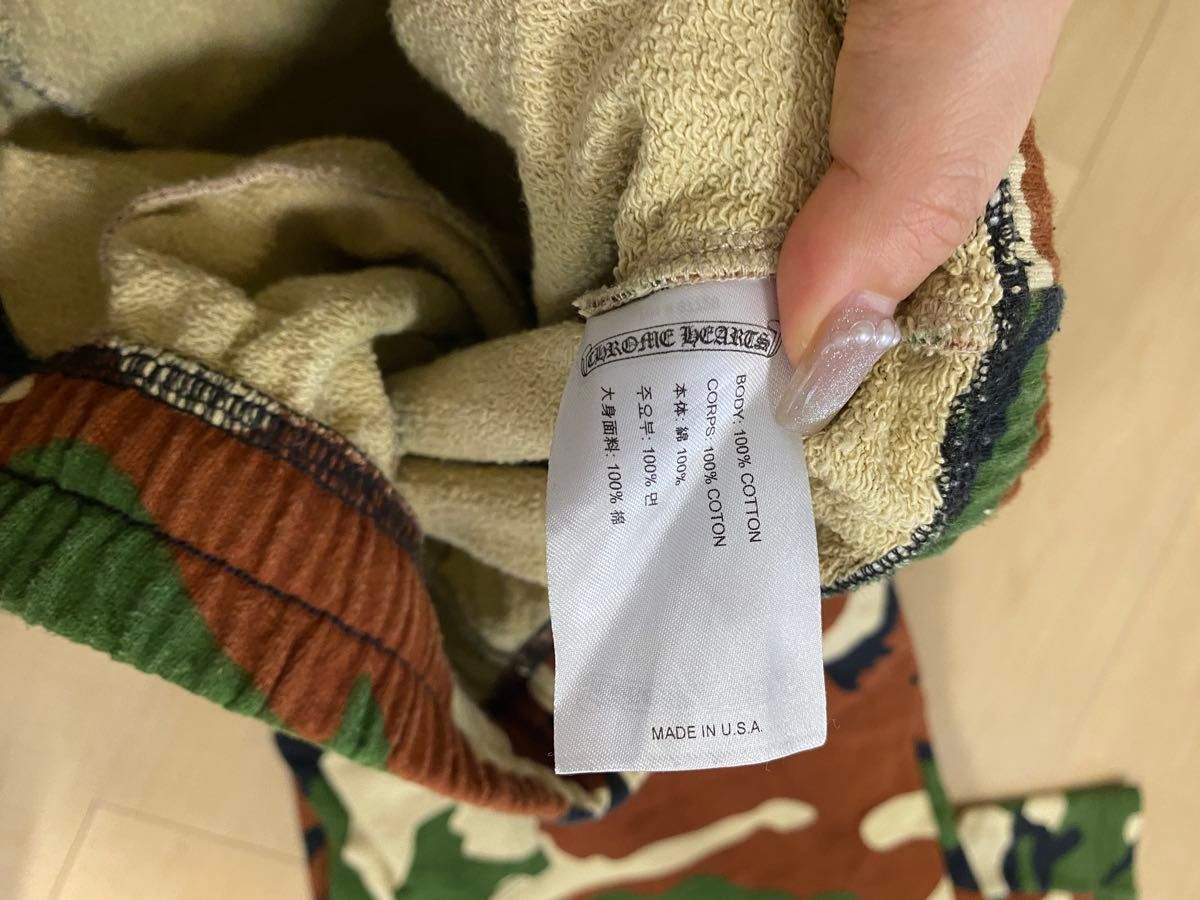 CHROME HEARTS
BODY: 100% COTTON
CORPS: 100% COTON
本体: 綿 100%
주요부: 100% 면
大身面料: 100% 棉
MADE IN U.S.A.